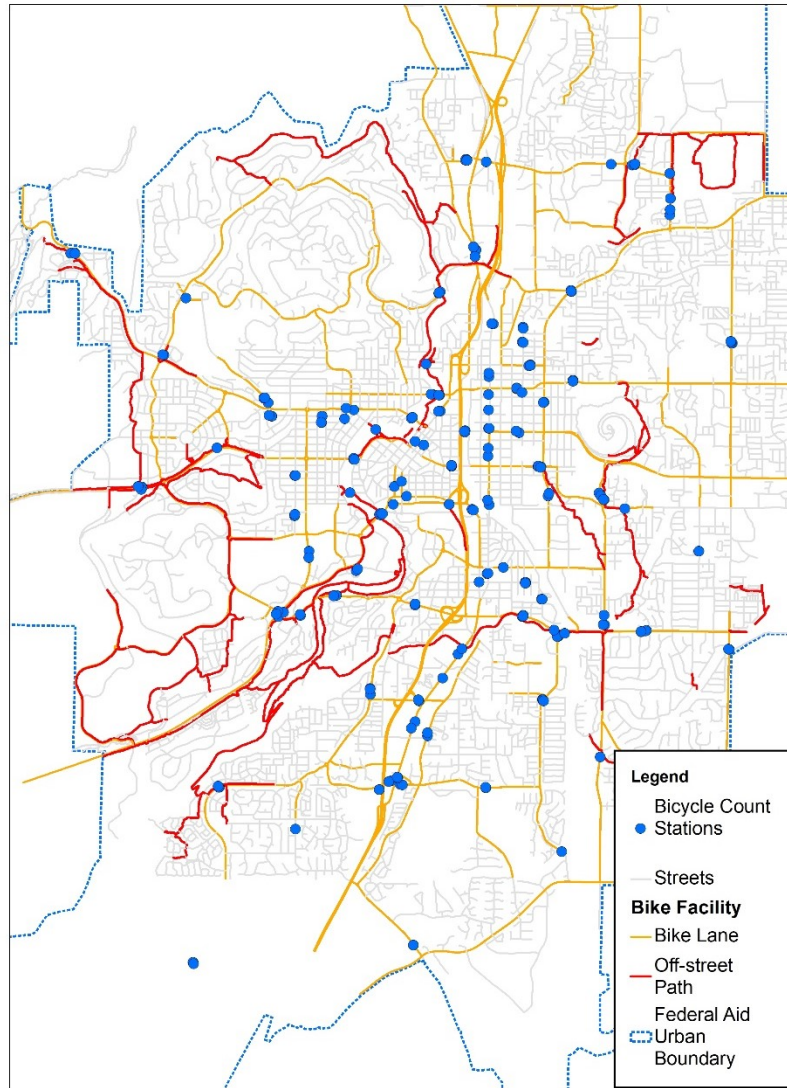 Legend
Bicycle Count
Stations
Streets
Bike Facility
Bike Lane
Off-street
Path
Federal Aid
Urban
Boundary